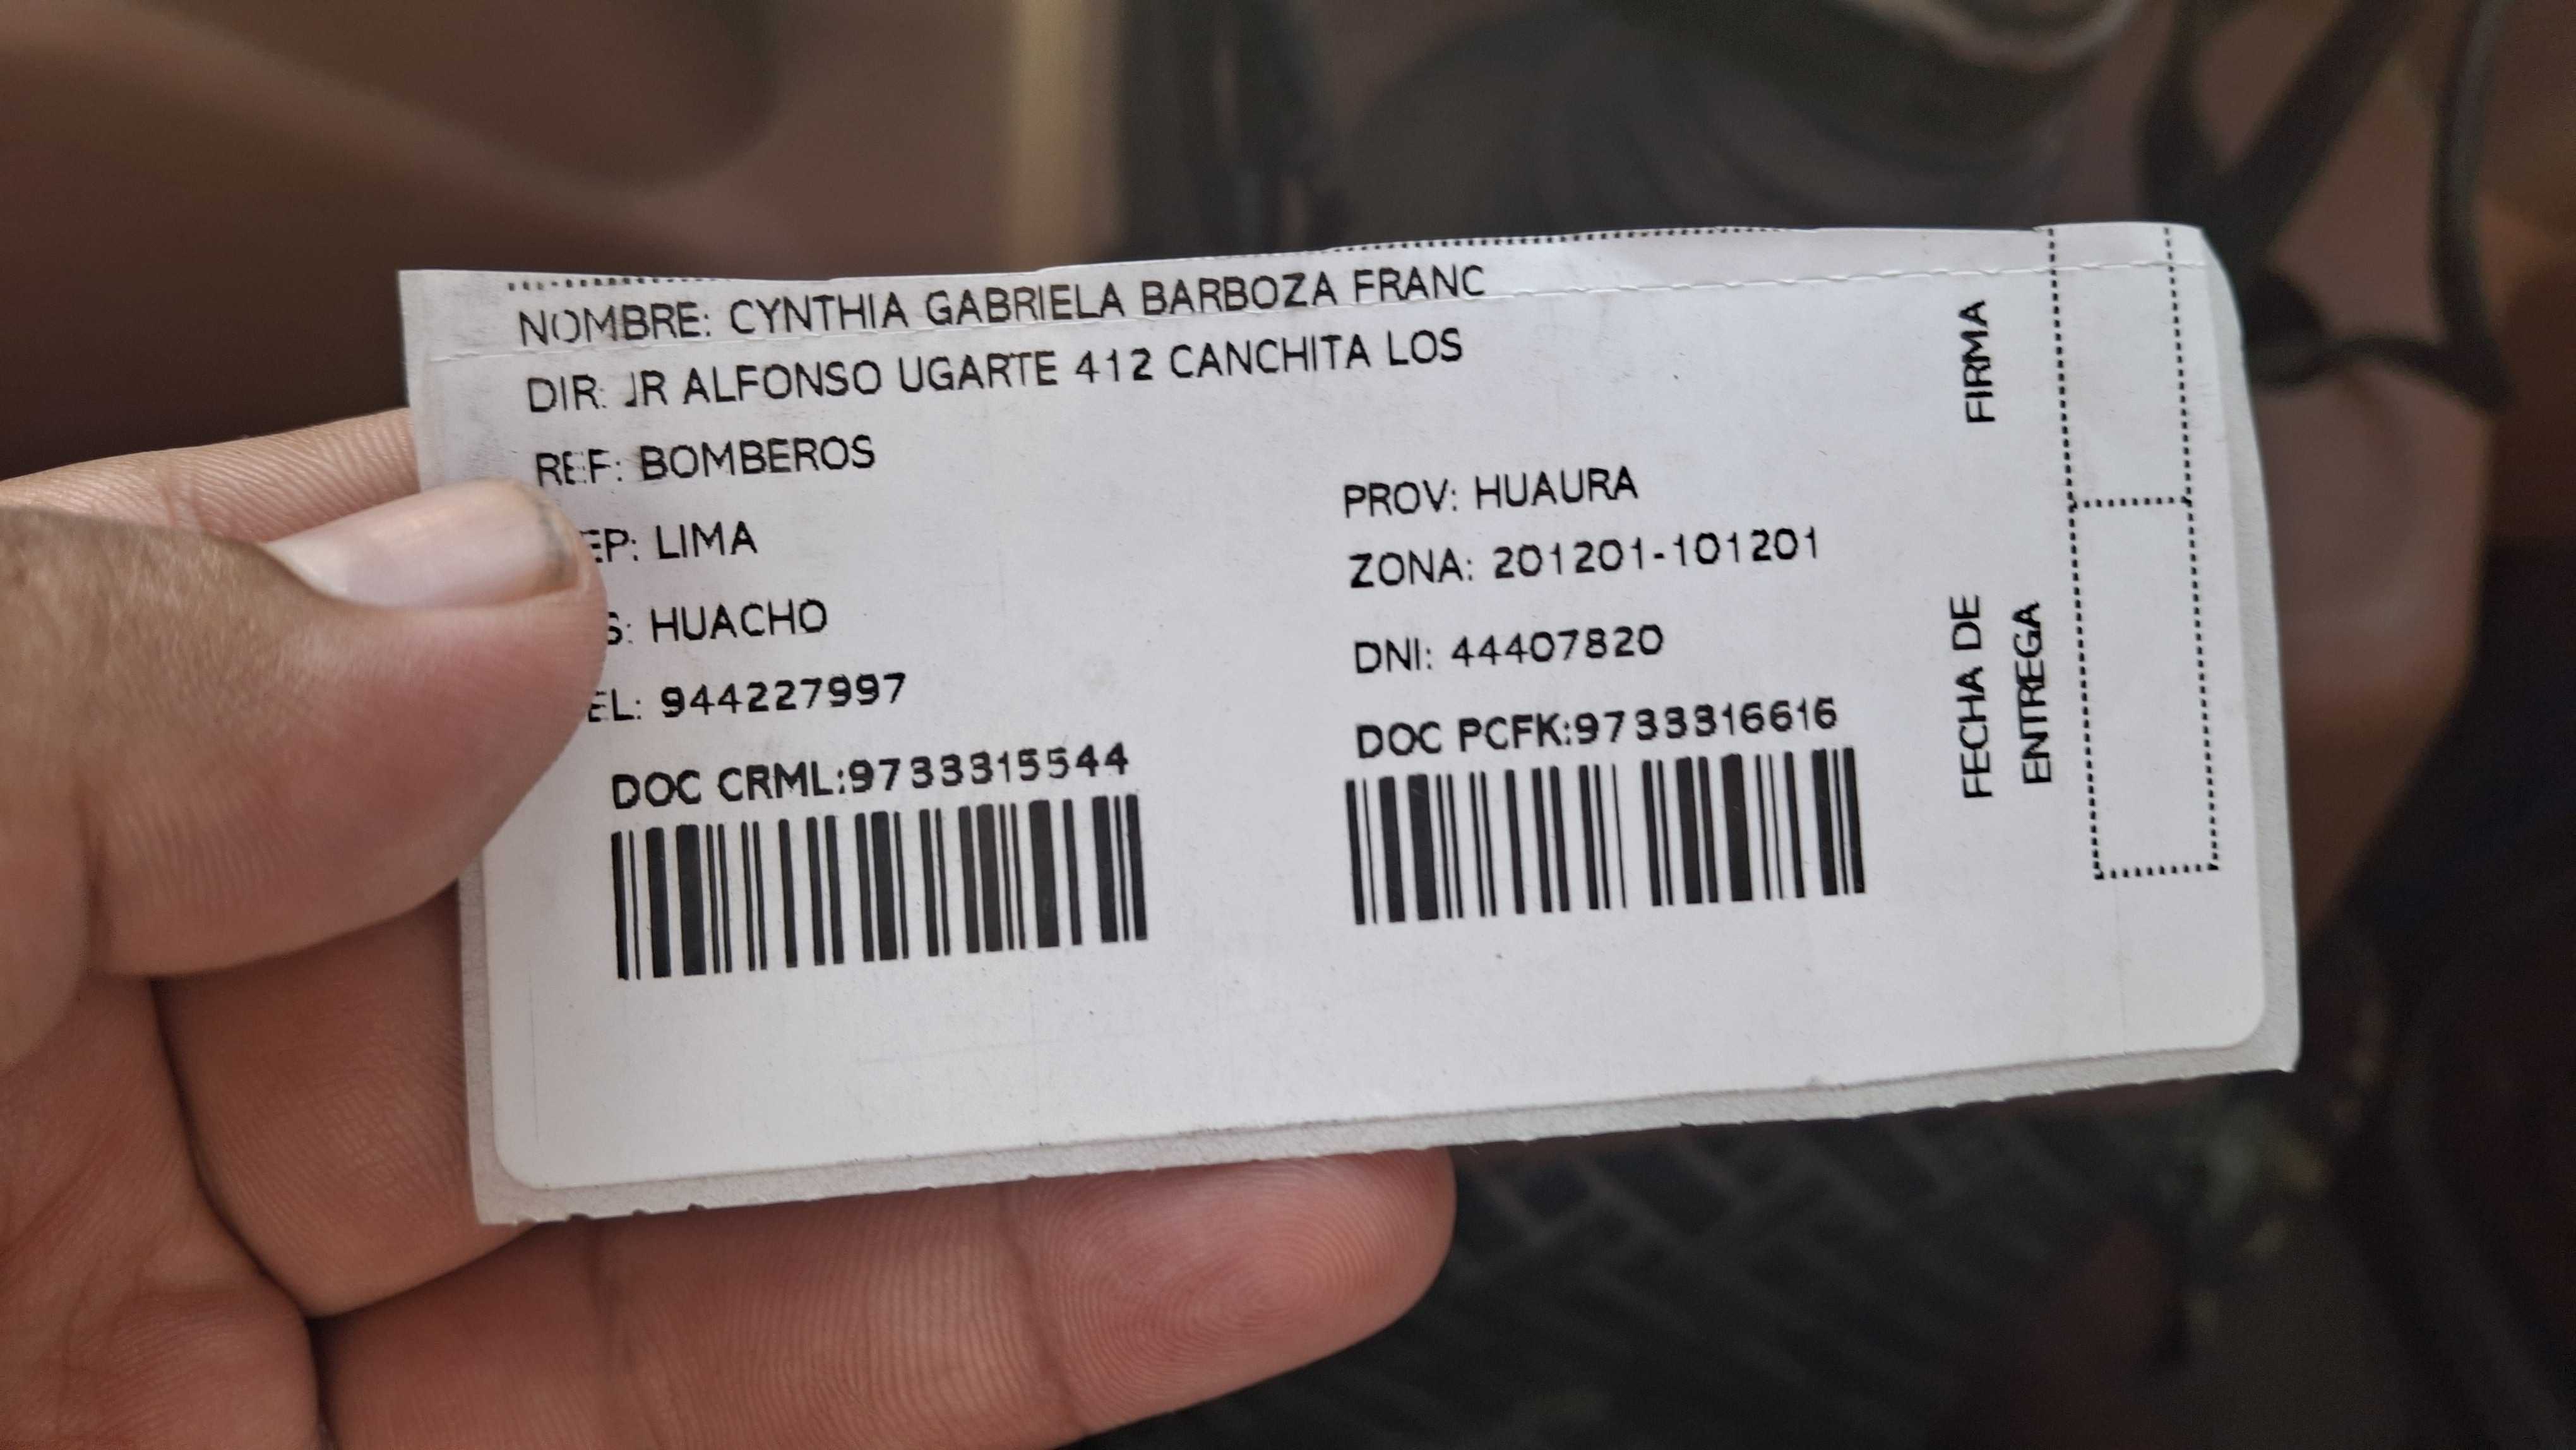 NOMBRE: CYNTHIA GABRIELA BARBOZA FRANC
DIR: JR ALFONSO UGARTE 412 CANCHITA LOS
REF: BOMBEROS
EP: LIMA
PROV: HUAURA
ZONA: 201201-101201
S: HUACHO
DNI: 44407820
EL: 944227997
DOC CRML:9733315544
DOC PCFK:9733316616
FIRMA
FECHA DE
ENTREGA